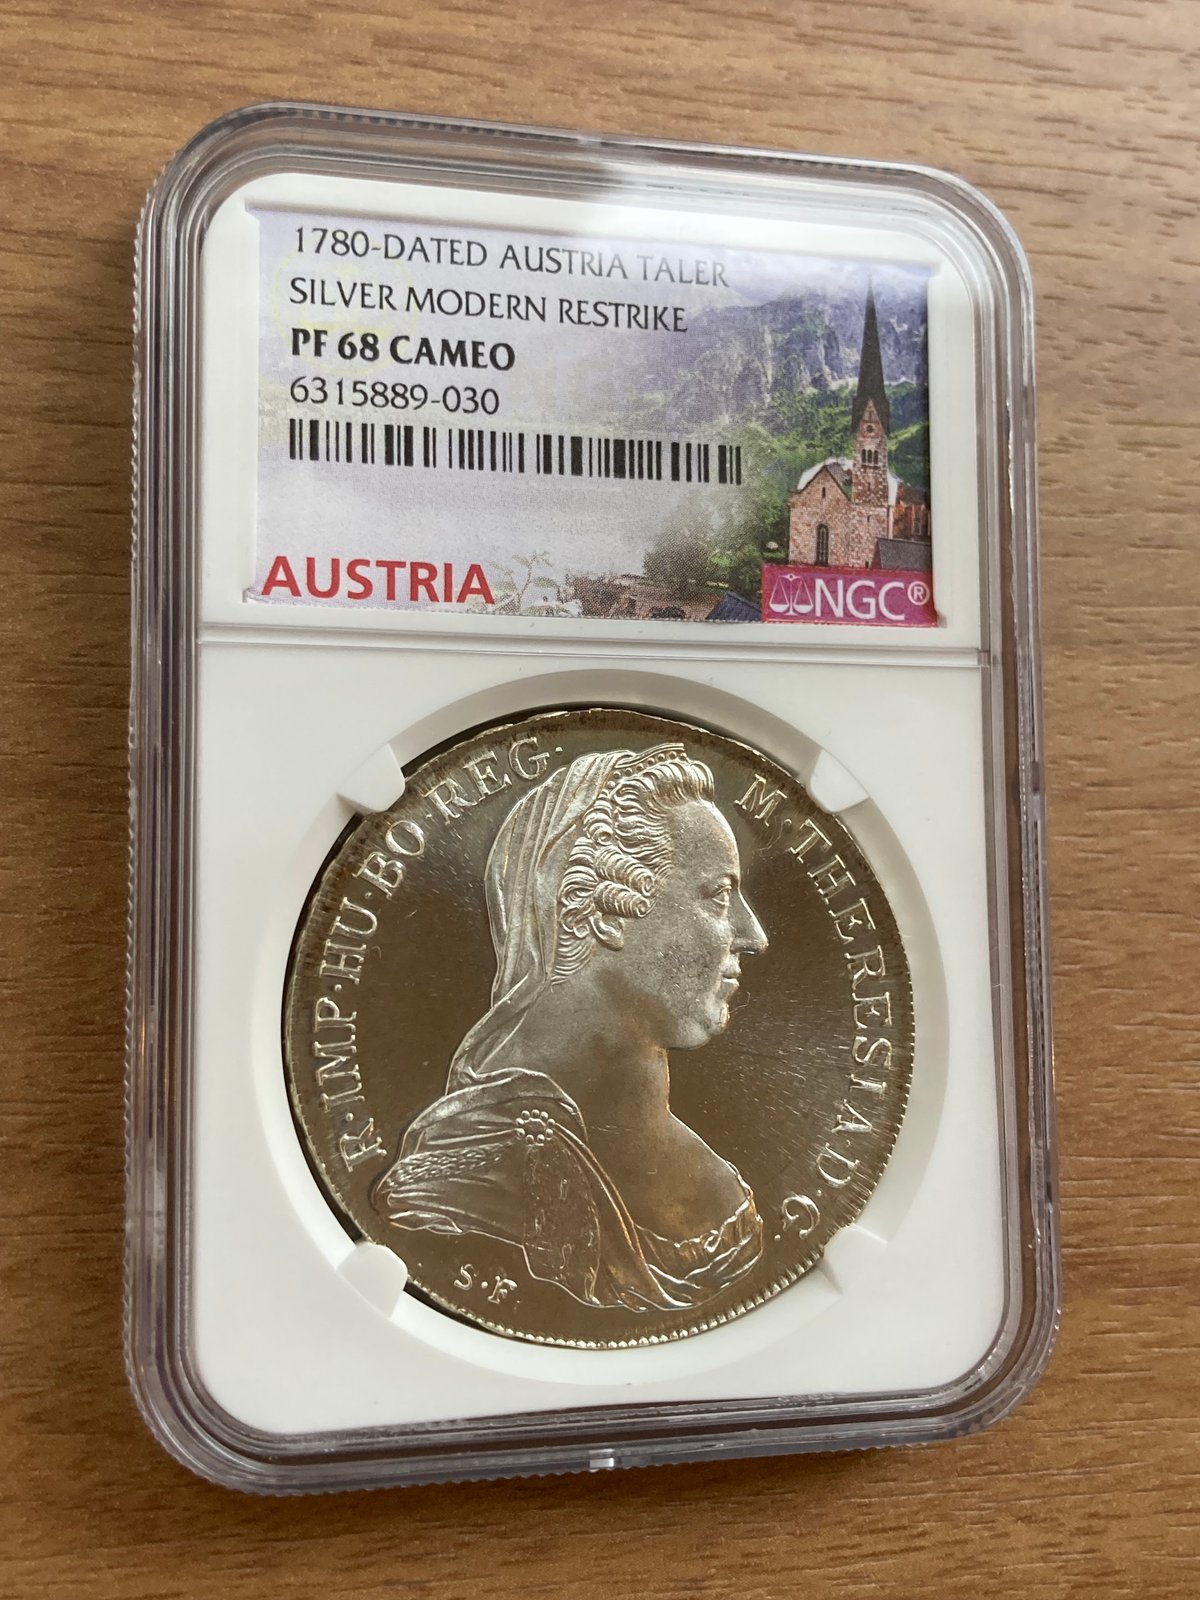 1780-DATED AUSTRIA TALER
SILVER MODERN RESTRIKE
PF 68 CAMEO
6315889-030
AUSTRIA
NGC®
R·IMP·HU·BO·REG·
M·THERESIA·D·G·
S·F·